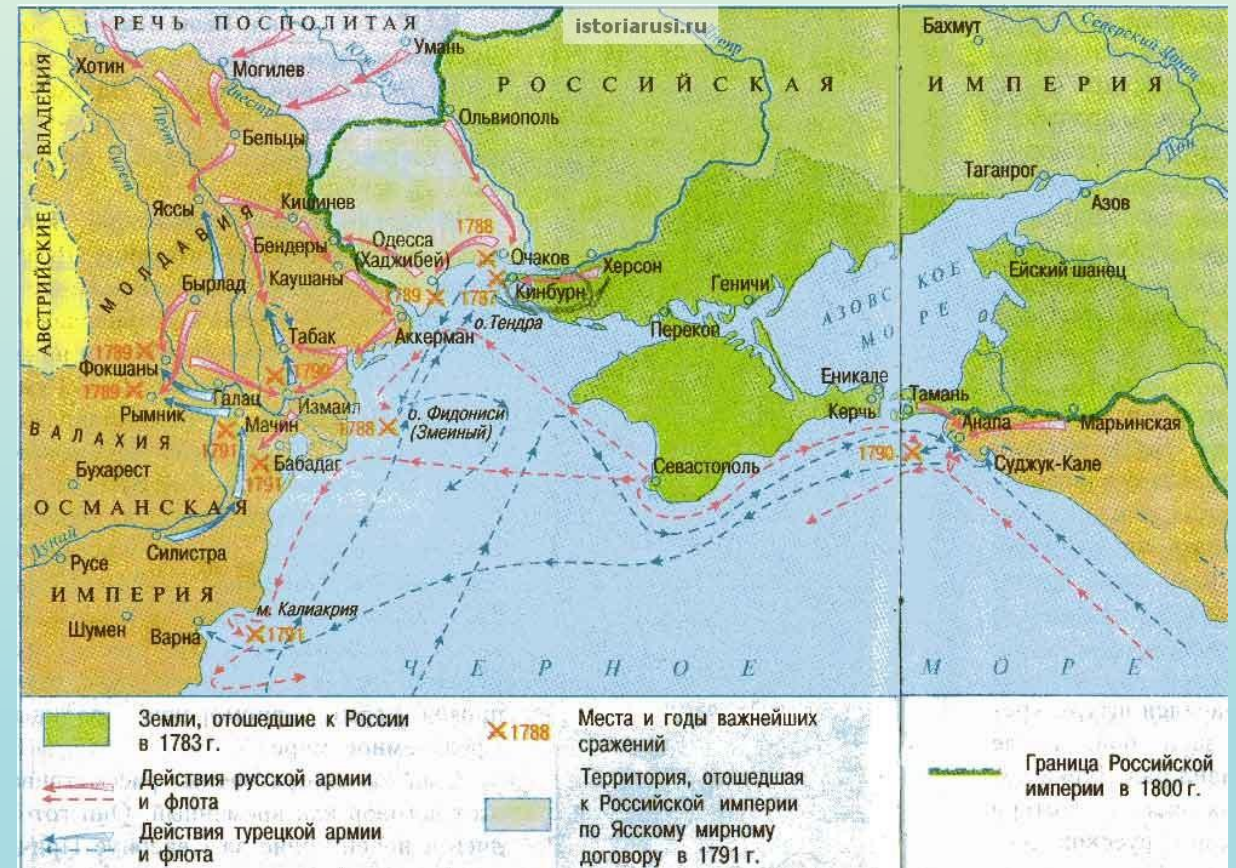 istoriarusi.ru
РЕЧЬ ПОСПОЛИТАЯ
Умань
Бахмут
Северский Донец
Хотин
Могилев
Днестр
РОССИЙСКАЯ ИМПЕРИЯ
АВСТРИЙСКИЕ ВЛАДЕНИЯ
Прут
Сирет
Ольвиополь
Бельцы
Таганрог
Дон
Азов
Яссы
Кишинев
МОЛДАВИЯ
Бендеры
Одесса
(Хаджибей)
1788
Очаков
Херсон
Каушаны
Кинбурн
Геничи
АЗОВСКОЕ
МОРЕ
Ейский шанец
Бырлад
1789
1787
о.Тендра
Перекоп
Табак
Аккерман
1789
Фокшаны
1790
Еникале
Тамань
1789
Рымник
Галац
Измаил
о. Фидониси
(Змеиный)
1788
Керчь
Анапа
Марьинская
ВАЛАХИЯ
Мачин
1791
Бухарест
Бабадаг
1791
Севастополь
1790
Суджук-Кале
ОСМАНСКАЯ
Дунай
Силистра
Русе
ИМПЕРИЯ
м. Калиакрия
Шумен
Варна
1791
ЧЕРНОЕ МОРЕ
Земли, отошедшие к России
в 1783 г.
Действия русской армии
и флота
Действия турецкой армии
и флота
1788
Места и годы важнейших
сражений
Территория, отошедшая
к Российской империи
по Ясскому мирному
договору в 1791 г.
Граница Российской
империи в 1800 г.